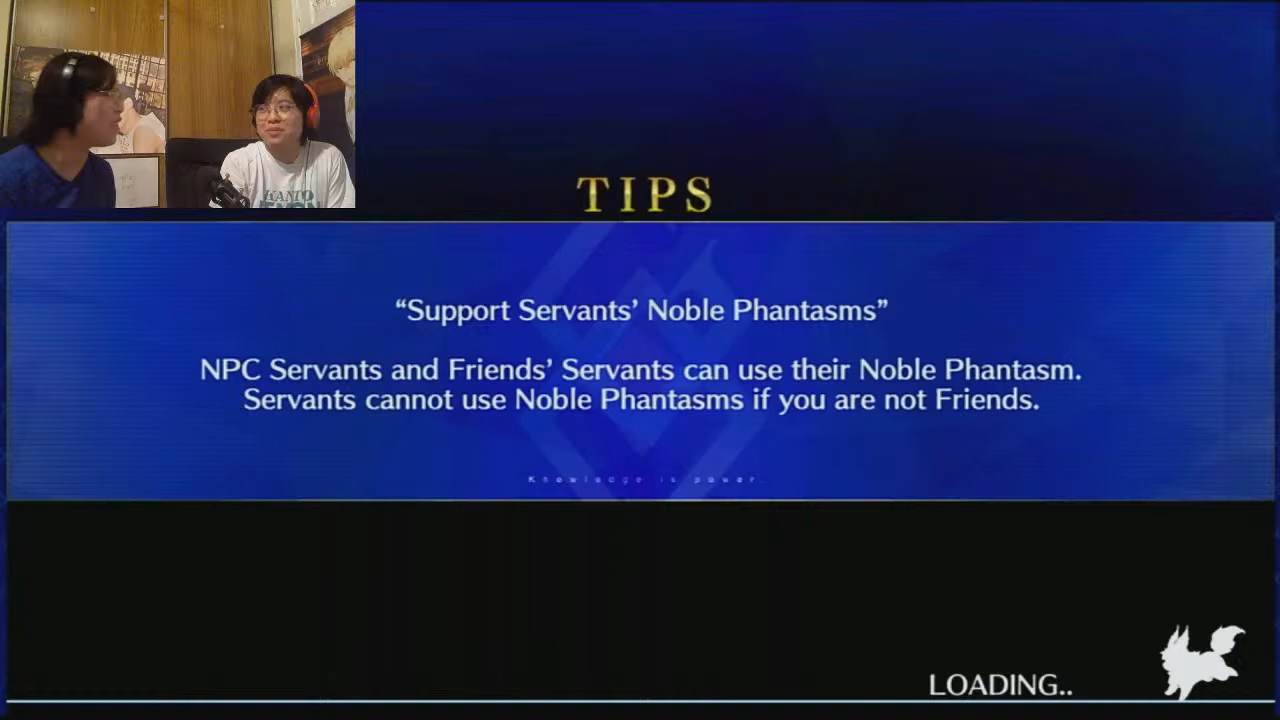 KANTO
TIPS
“Support Servants’ Noble Phantasms”
NPC Servants and Friends’ Servants can use their Noble Phantasm.
Servants cannot use Noble Phantasms if you are not Friends.
Knowledge is power.
LOADING..